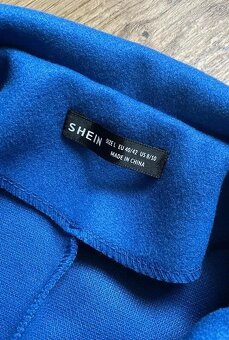 SHEIN
SIZE:L EU 40/42 US 8/10
MADE IN CHINA